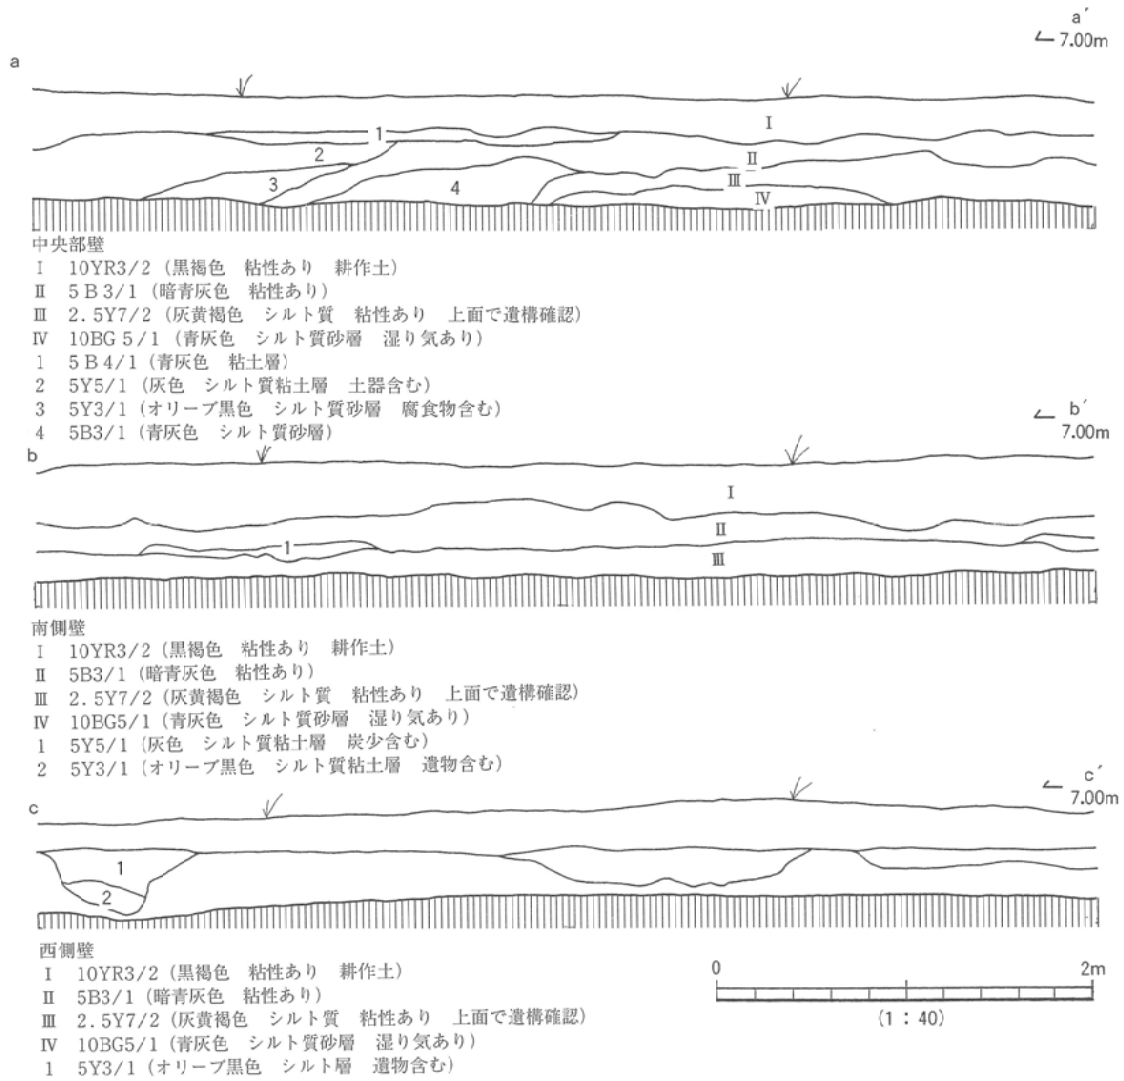 a′
7.00m
a
Ⅰ
1
2
Ⅱ
3
4
Ⅲ
Ⅳ
中央部壁
Ⅰ 10YR3/2（黒褐色 粘性あり 耕作土）
Ⅱ 5B3/1（暗青灰色 粘性あり）
Ⅲ 2.5Y7/2（灰黄褐色 シルト質 粘性あり 上面で遺構確認）
Ⅳ 10BG5/1（青灰色 シルト質砂層 湿り気あり）
1 5B4/1（青灰色 粘土層）
2 5Y5/1（灰色 シルト質粘土層 土器含む）
3 5Y3/1（オリーブ黒色 シルト質砂層 腐食物含む）
4 5B3/1（青灰色 シルト質砂層）
b′
7.00m
b
Ⅰ
Ⅱ
1
Ⅲ
南側壁
Ⅰ 10YR3/2（黒褐色 粘性あり 耕作土）
Ⅱ 5B3/1（暗青灰色 粘性あり）
Ⅲ 2.5Y7/2（灰黄褐色 シルト質 粘性あり 上面で遺構確認）
Ⅳ 10BG5/1（青灰色 シルト質砂層 湿り気あり）
1 5Y5/1（灰色 シルト質粘土層 炭少含む）
2 5Y3/1（オリーブ黒色 シルト質粘土層 遺物含む）
c′
7.00m
c
1
2
西側壁
Ⅰ 10YR3/2（黒褐色 粘性あり 耕作土）
Ⅱ 5B3/1（暗青灰色 粘性あり）
Ⅲ 2.5Y7/2（灰黄褐色 シルト質 粘性あり 上面で遺構確認）
Ⅳ 10BG5/1（青灰色 シルト質砂層 湿り気あり）
1 5Y3/1（オリーブ黒色 シルト層 遺物含む）
0 2m
(1：40)